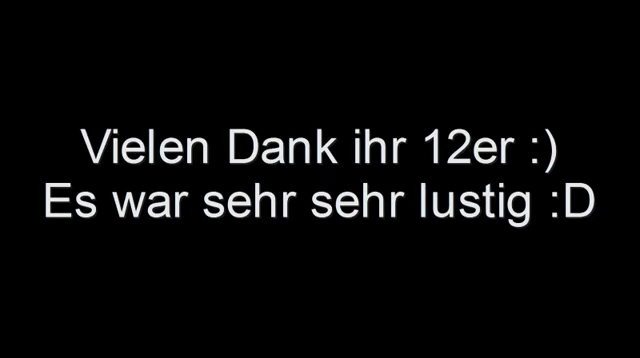 Vielen Dank ihr 12er :)
Es war sehr sehr lustig :D